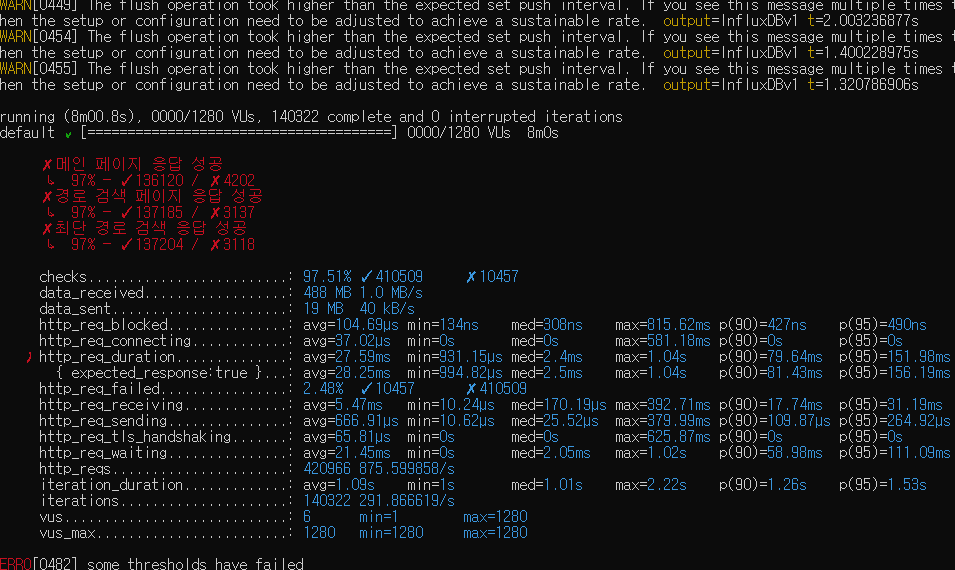 WARN[0449] The flush operation took higher than the expected set push interval. If you see this message multiple times t
hen the setup or configuration need to be adjusted to achieve a sustainable rate.  output=InfluxDBv1 t=2.003236877s
WARN[0454] The flush operation took higher than the expected set push interval. If you see this message multiple times t
hen the setup or configuration need to be adjusted to achieve a sustainable rate.  output=InfluxDBv1 t=1.400228975s
WARN[0455] The flush operation took higher than the expected set push interval. If you see this message multiple times t
hen the setup or configuration need to be adjusted to achieve a sustainable rate.  output=InfluxDBv1 t=1.320786906s
running (8m00.8s), 0000/1280 VUs, 140322 complete and 0 interrupted iterations
default ✓ [======================================] 0000/1280 VUs  8m0s
✗ 메인 페이지 응답 성공
↳  97% — ✓ 136120 / ✗ 4202
✗ 경로 검색 페이지 응답 성공
↳  97% — ✓ 137185 / ✗ 3137
✗ 최단 경로 검색 응답 성공
↳  97% — ✓ 137204 / ✗ 3118
checks.........................: 97.51% ✓ 410509     ✗ 10457
data_received..................: 488 MB 1.0 MB/s
data_sent......................: 19 MB  40 kB/s
http_req_blocked...............: avg=104.69µs min=134ns    med=308ns    max=815.62ms p(90)=427ns    p(95)=490ns
http_req_connecting............: avg=37.02µs  min=0s       med=0s       max=581.18ms p(90)=0s       p(95)=0s
✗ http_req_duration..............: avg=27.59ms  min=931.15µs med=2.4ms    max=1.04s    p(90)=79.64ms  p(95)=151.98ms
{ expected_response:true }...: avg=28.25ms  min=994.82µs med=2.5ms    max=1.04s    p(90)=81.43ms  p(95)=156.19ms
http_req_failed................: 2.48%  ✓ 10457      ✗ 410509
http_req_receiving.............: avg=5.47ms   min=10.24µs  med=170.19µs max=392.71ms p(90)=17.74ms  p(95)=31.19ms
http_req_sending...............: avg=666.91µs min=10.62µs  med=25.52µs  max=379.99ms p(90)=109.87µs p(95)=264.92µs
http_req_tls_handshaking.......: avg=65.81µs  min=0s       med=0s       max=625.87ms p(90)=0s       p(95)=0s
http_req_waiting...............: avg=21.45ms  min=0s       med=2.05ms   max=1.02s    p(90)=58.98ms  p(95)=111.09ms
http_reqs......................: 420966 875.599858/s
iteration_duration.............: avg=1.09s    min=1s       med=1.01s    max=2.22s    p(90)=1.26s    p(95)=1.53s
iterations.....................: 140322 291.866619/s
vus............................: 6      min=1        max=1280
vus_max........................: 1280   min=1280     max=1280
ERRO[0482] some thresholds have failed